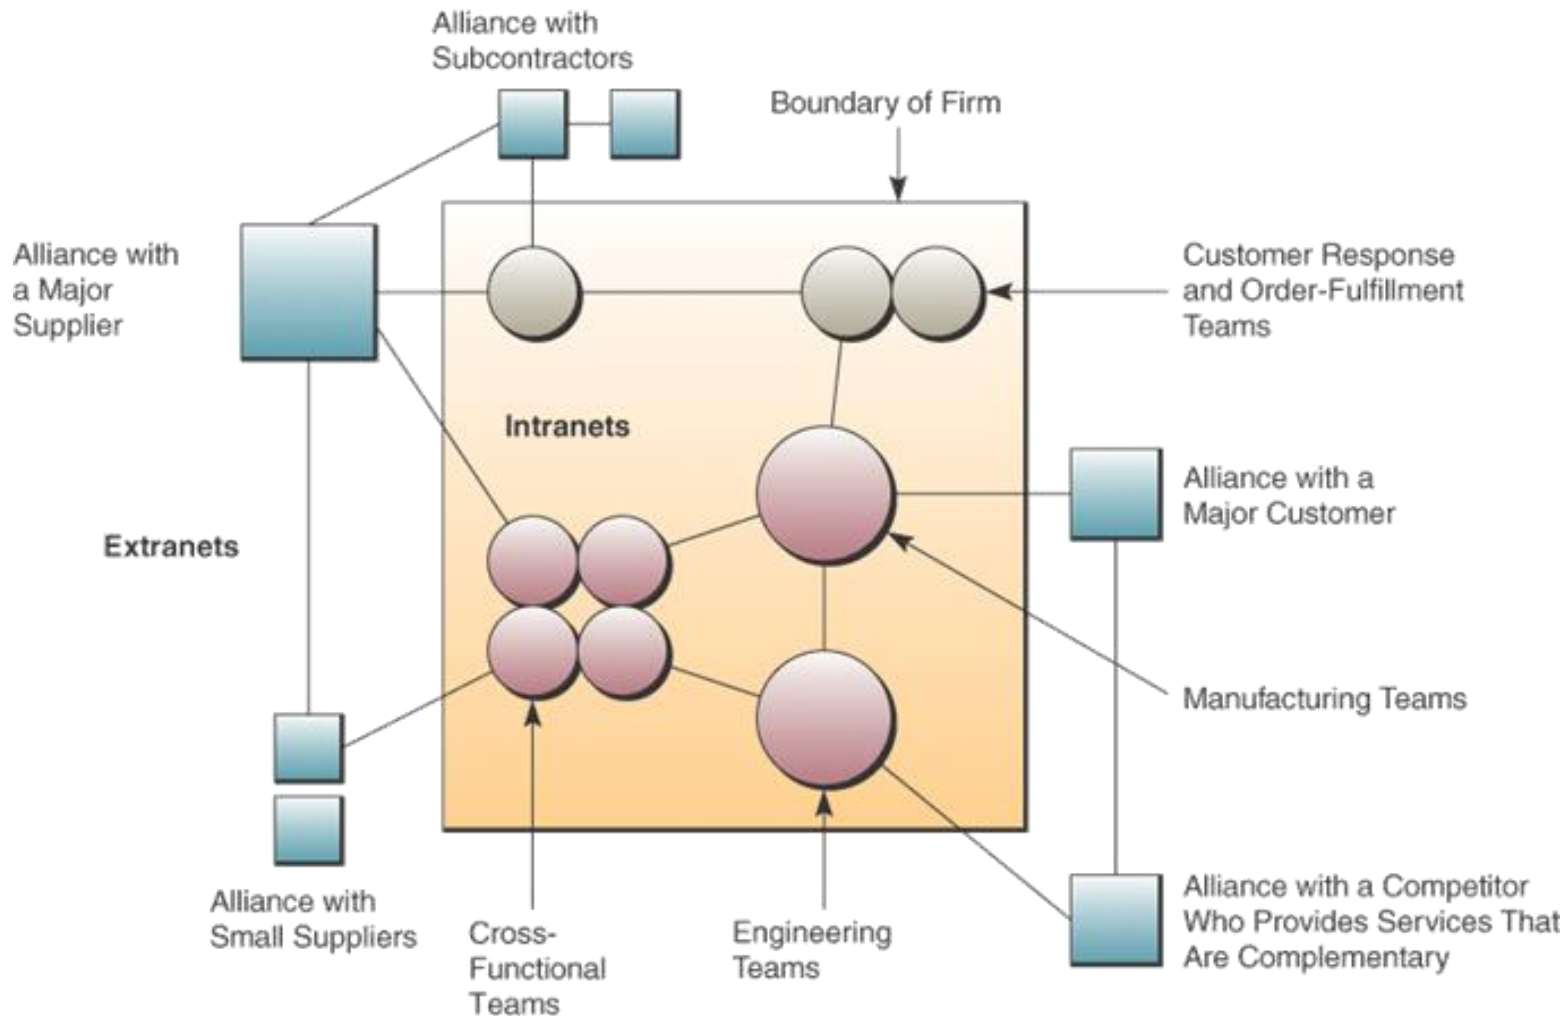 Alliance with
Subcontractors
Boundary of Firm
Alliance with
a Major
Supplier
Customer Response
and Order-Fulfillment
Teams
Intranets
Extranets
Alliance with a
Major Customer
Manufacturing Teams
Alliance with
Small Suppliers
Cross-
Functional
Teams
Engineering
Teams
Alliance with a Competitor
Who Provides Services That
Are Complementary